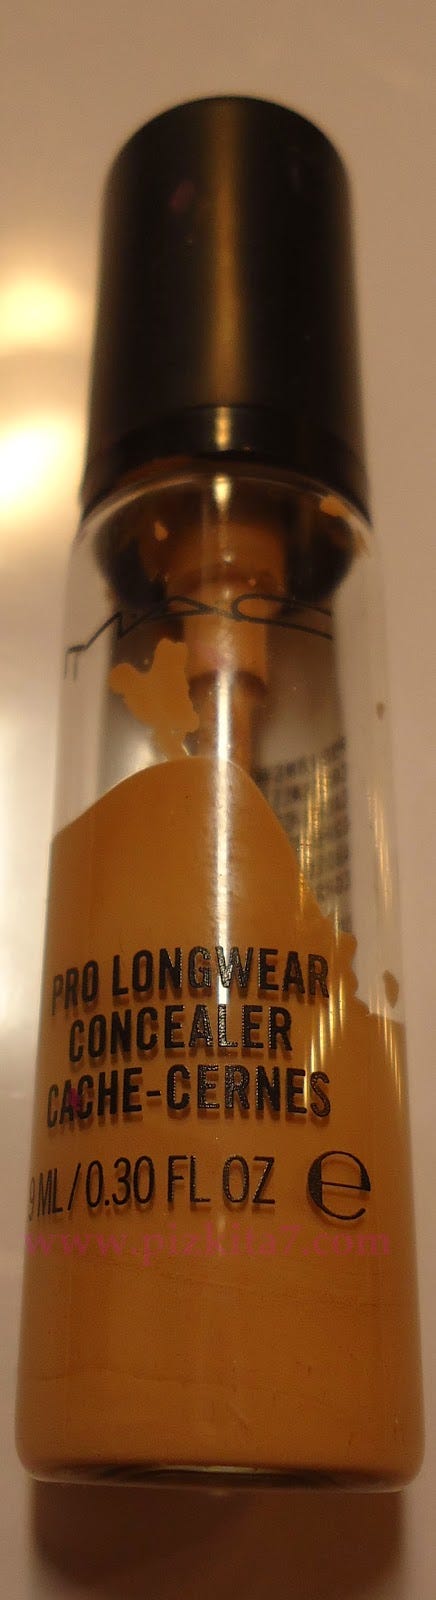 MAC
PRO LONGWEAR
CONCEALER
CACHE-CERNES
9 ML / 0.30 FL OZ e
www.pizkita7.com